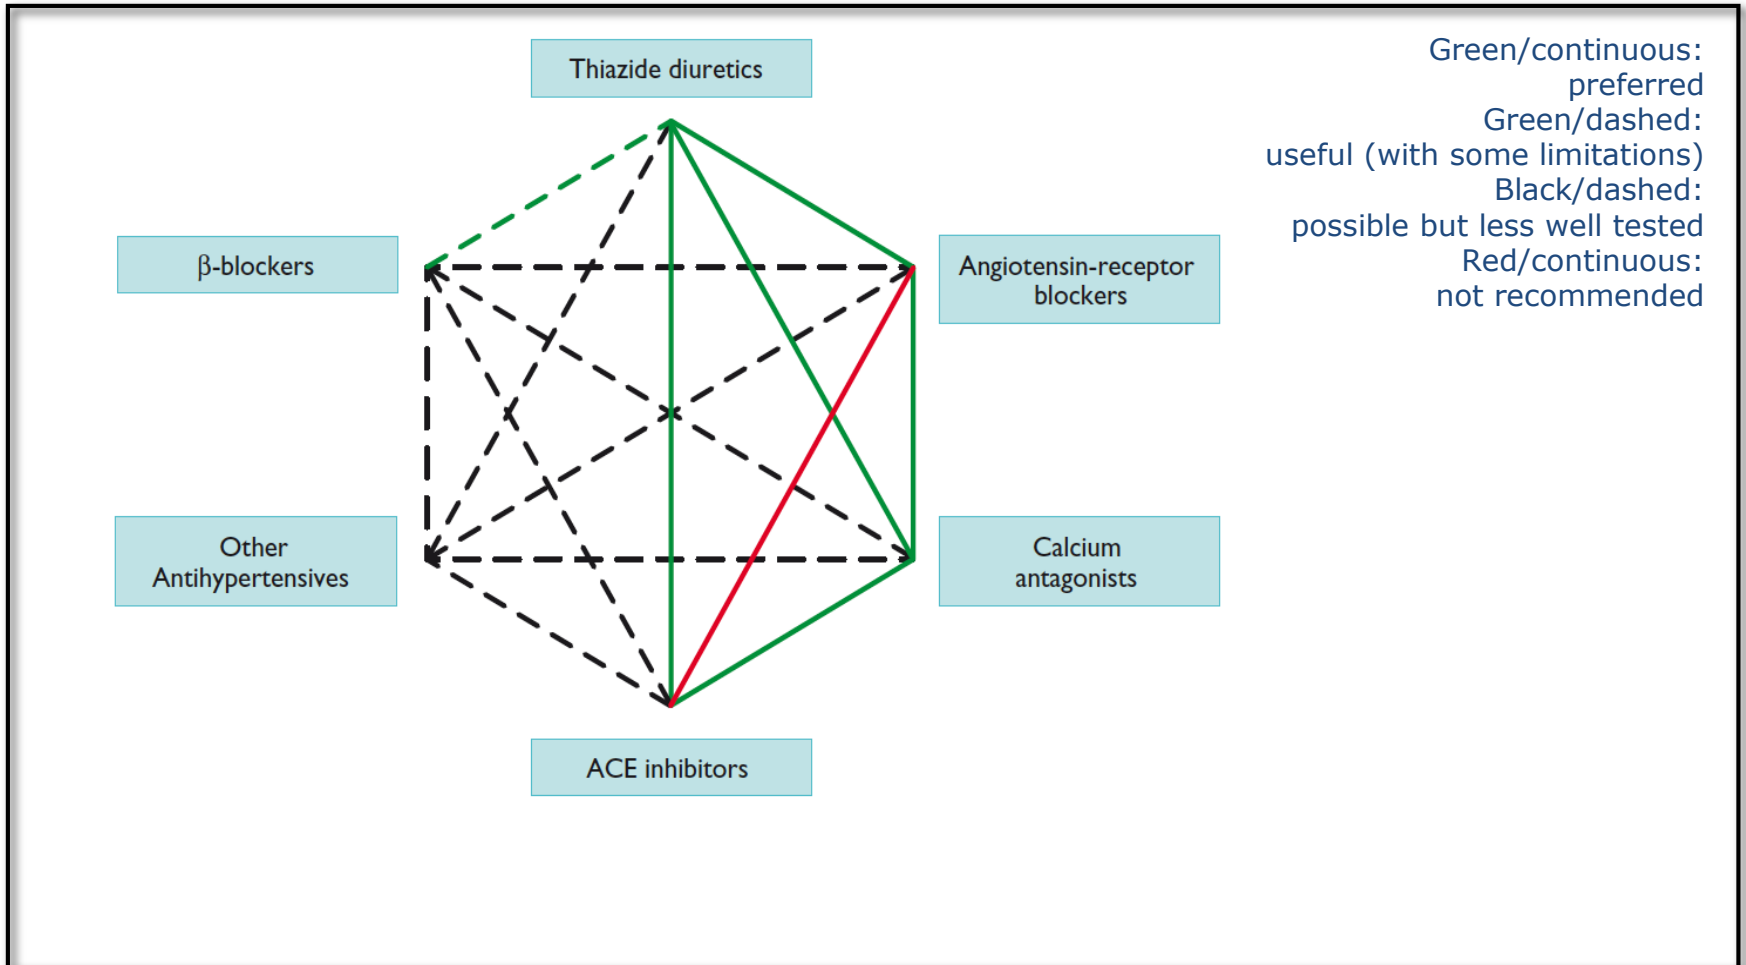 Thiazide diuretics
Green/continuous:
preferred
Green/dashed:
useful (with some limitations)
Black/dashed:
possible but less well tested
Red/continuous:
not recommended
β-blockers
Angiotensin-receptor
blockers
Other
Antihypertensives
Calcium
antagonists
ACE inhibitors